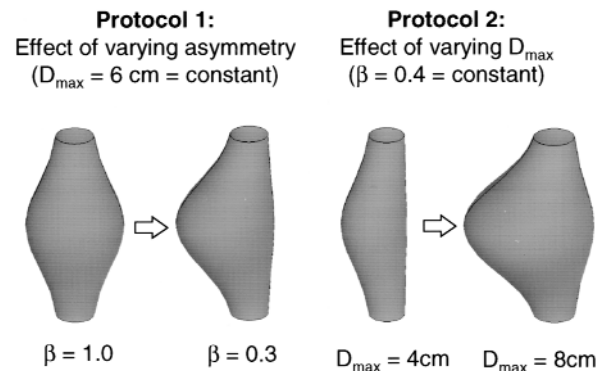 Protocol 1:
Effect of varying asymmetry
(Dmax = 6 cm = constant)
Protocol 2:
Effect of varying Dmax
(β = 0.4 = constant)
β = 1.0
β = 0.3
Dmax = 4cm
Dmax = 8cm